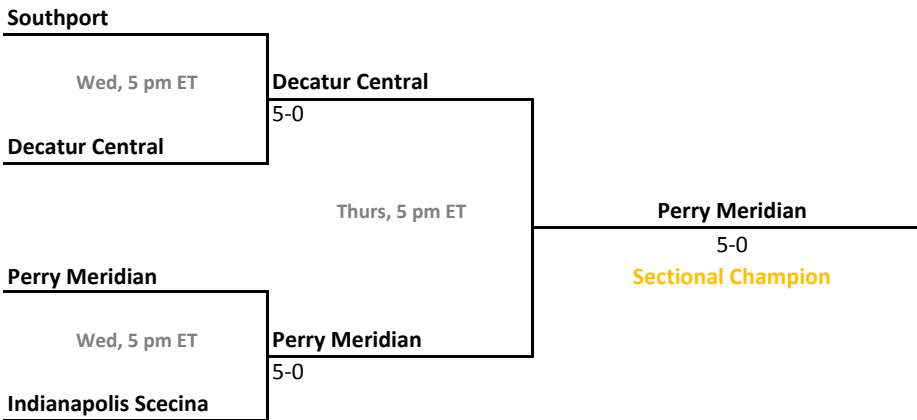 Southport
Wed, 5 pm ET
Decatur Central
5-0
Decatur Central
Thurs, 5 pm ET
Perry Meridian
5-0
Sectional Champion
Perry Meridian
Wed, 5 pm ET
Perry Meridian
5-0
Indianapolis Scecina